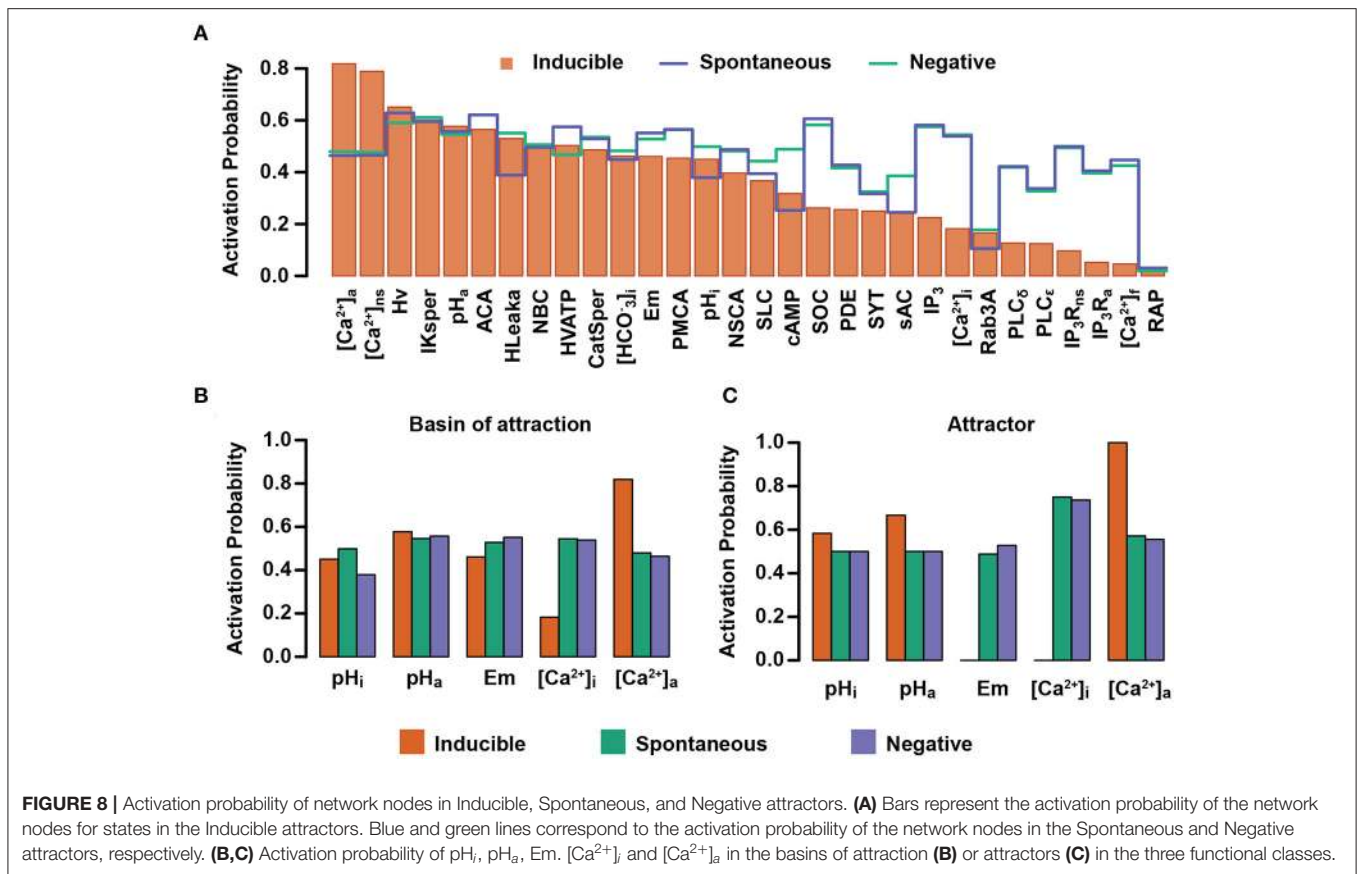 A
Inducible Spontaneous Negative
Activation Probability
0.8
0.6
0.4
0.2
0.0
[Ca²⁺]ₐ
[Ca²⁺]ns
Hv
IKsper
pHₐ
ACA
HLeaka
NBC
HVATP
CatSper
[HCO⁻₃]ᵢ
Em
PMCA
pHᵢ
NSCA
SLC
cAMP
SOC
PDE
SYT
sAC
IP₃
[Ca²⁺]ᵢ
Rab3A
PLCδ
PLCε
IP₃Rns
IP₃Rₐ
[Ca²⁺]f
RAP
B
Basin of attraction
Activation Probability
1.0
0.8
0.6
0.4
0.2
0.0
pHᵢ pHₐ Em [Ca²⁺]ᵢ [Ca²⁺]ₐ
C
Attractor
Activation Probability
1.0
0.8
0.6
0.4
0.2
0.0
pHᵢ pHₐ Em [Ca²⁺]ᵢ [Ca²⁺]ₐ
Inducible Spontaneous Negative
FIGURE 8 | Activation probability of network nodes in Inducible, Spontaneous, and Negative attractors. (A) Bars represent the activation probability of the network
nodes for states in the Inducible attractors. Blue and green lines correspond to the activation probability of the network nodes in the Spontaneous and Negative
attractors, respectively. (B,C) Activation probability of pHᵢ, pHₐ, Em. [Ca²⁺]ᵢ and [Ca²⁺]ₐ in the basins of attraction (B) or attractors (C) in the three functional classes.